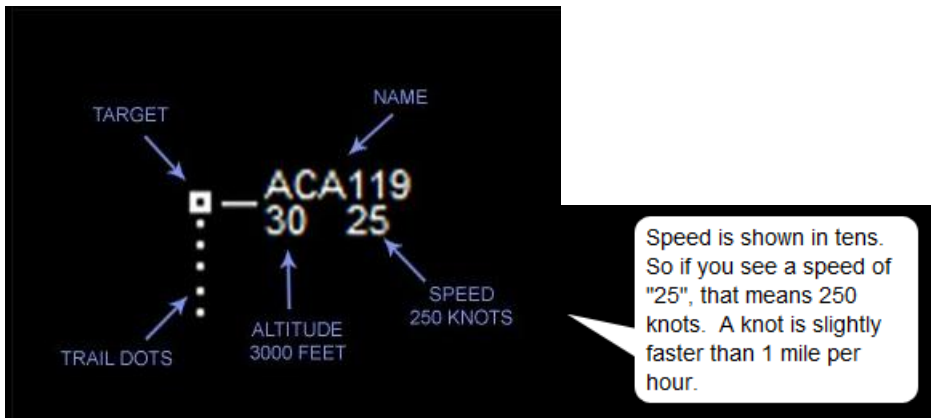 TARGET
NAME
ACA119
30 25
SPEED
250 KNOTS
ALTITUDE
3000 FEET
TRAIL DOTS
Speed is shown in tens.
So if you see a speed of
"25", that means 250
knots.  A knot is slightly
faster than 1 mile per
hour.